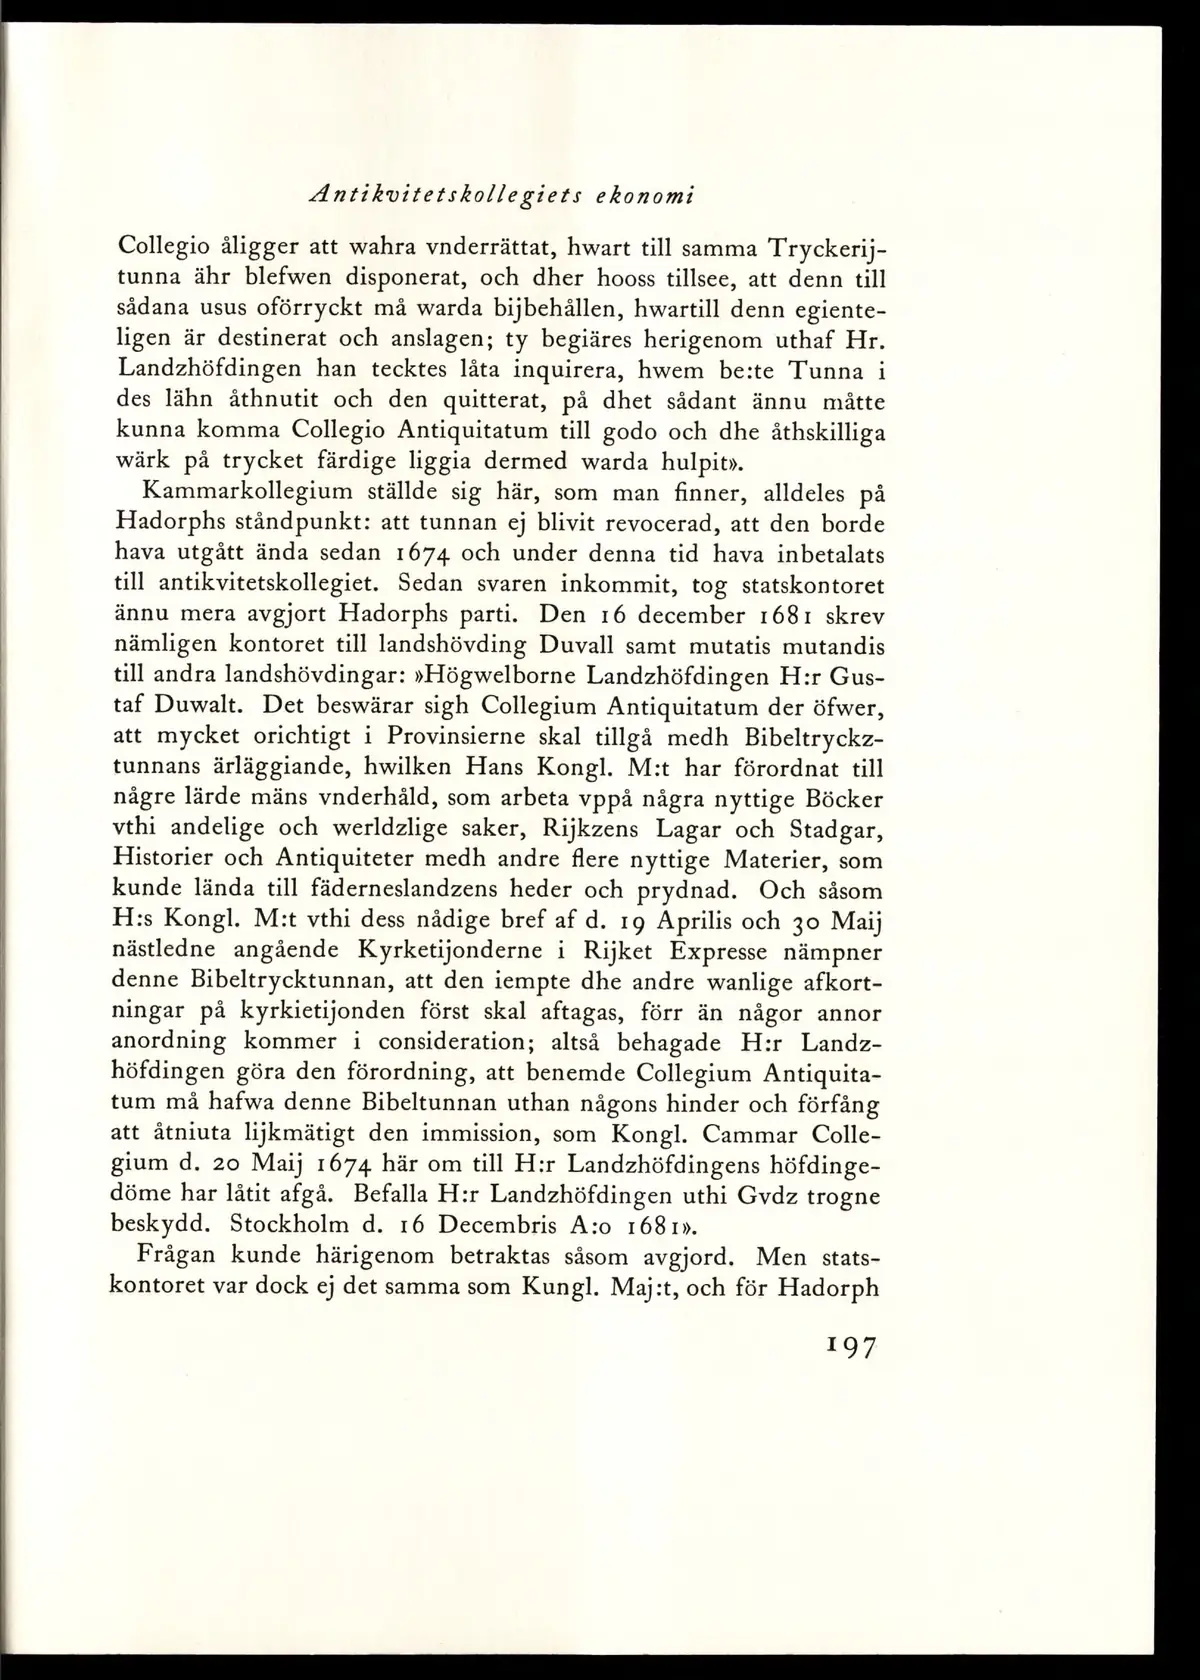 Antikvitetskollegiets ekonomi
Collegio åligger att wahra vnderrättat, hwart till samma Tryckerij-
tunna ähr blefwen disponerat, och dher hooss tillsee, att denn till
sådana usus oförryckt må warda bijbehållen, hwartill denn egiente-
ligen är destinerat och anslagen; ty begiäres herigenom uthaf Hr.
Landzhöfdingen han tecktes låta inquirera, hwem be:te Tunna i
des lähn åthnutit och den quitterat, på dhet sådant ännu måtte
kunna komma Collegio Antiquitatum till godo och dhe åthskilliga
wärk på trycket färdige liggia dermed warda hulpit».
Kammarkollegium ställde sig här, som man finner, alldeles på
Hadorphs ståndpunkt: att tunnan ej blivit revocerad, att den borde
hava utgått ända sedan 1674 och under denna tid hava inbetalats
till antikvitetskollegiet. Sedan svaren inkommit, tog statskontoret
ännu mera avgjort Hadorphs parti. Den 16 december 1681 skrev
nämligen kontoret till landshövding Duvall samt mutatis mutandis
till andra landshövdingar: »Högwelborne Landzhöfdingen H:r Gus-
taf Duwalt. Det beswärar sigh Collegium Antiquitatum der öfwer,
att mycket orichtigt i Provinsierne skal tillgå medh Bibeltryckz-
tunnans ärläggiande, hwilken Hans Kongl. M:t har förordnat till
någre lärde mäns vnderhåld, som arbeta vppå några nyttige Böcker
vthi andelige och werldzlige saker, Rijkzens Lagar och Stadgar,
Historier och Antiquiteter medh andre flere nyttige Materier, som
kunde lända till fäderneslandzens heder och prydnad. Och såsom
H:s Kongl. M:t vthi dess nådige bref af d. 19 Aprilis och 30 Maij
nästledne angående Kyrketijonderne i Rijket Expresse nämpner
denne Bibeltrycktunnan, att den iempte dhe andre wanlige afkort-
ningar på kyrkietijonden först skal aftagas, förr än någor annor
anordning kommer i consideration; altså behagade H:r Landz-
höfdingen göra den förordning, att benemde Collegium Antiquita-
tum må hafwa denne Bibeltunnan uthan någons hinder och förfång
att åtniuta lijkmätigt den immission, som Kongl. Cammar Colle-
gium d. 20 Maij 1674 här om till H:r Landzhöfdingens höfdinge-
döme har låtit afgå. Befalla H:r Landzhöfdingen uthi Gvdz trogne
beskydd. Stockholm d. 16 Decembris A:o 1681».
Frågan kunde härigenom betraktas såsom avgjord. Men stats-
kontoret var dock ej det samma som Kungl. Maj:t, och för Hadorph
197